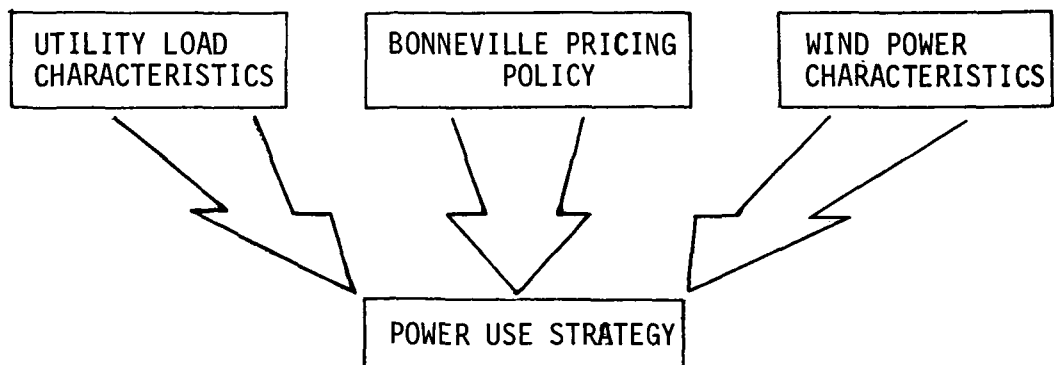 UTILITY LOAD
CHARACTERISTICS
BONNEVILLE PRICING
POLICY
WIND POWER
CHARACTERISTICS
POWER USE STRATEGY